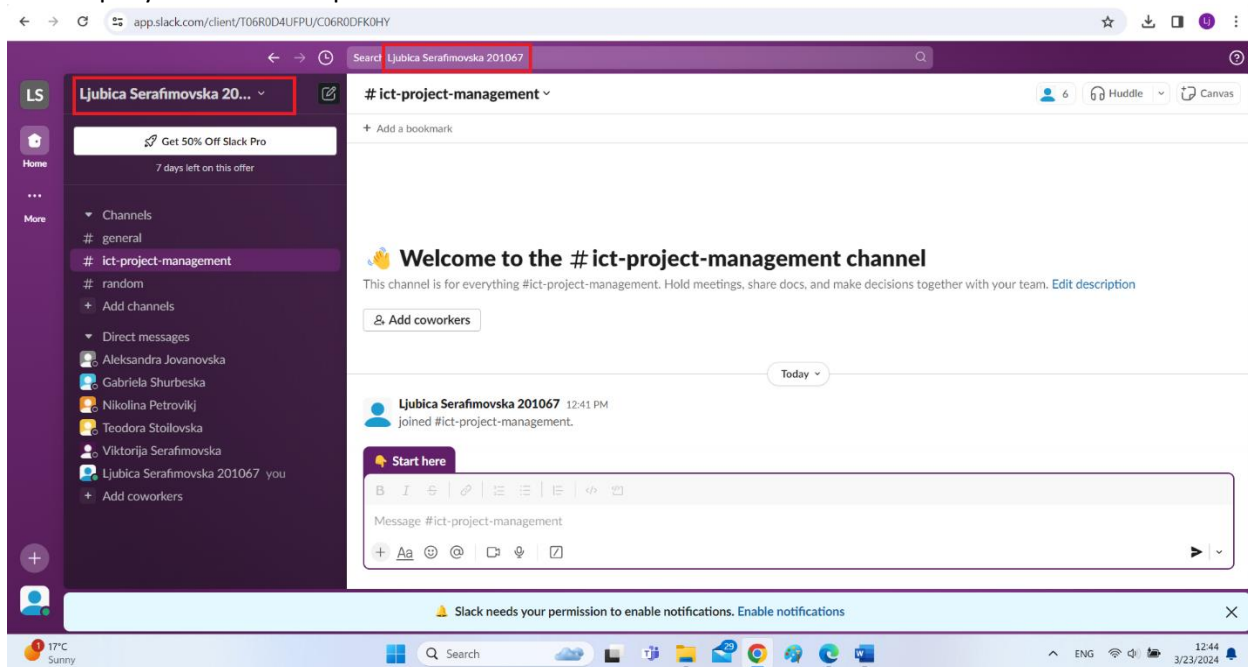 app.slack.com/client/T06R0D4UFPU/C06R0DFK0HY
Lj
Search Ljubica Serafimovska 201067
LS
Ljubica Serafimovska 20...
# ict-project-management
6
Huddle
Canvas
Get 50% Off Slack Pro
7 days left on this offer
+ Add a bookmark
Home
More
Channels
# general
# ict-project-management
# random
+ Add channels
Direct messages
Aleksandra Jovanovska
Gabriela Shurbeska
Nikolina Petrovikj
Teodora Stoilovska
Viktorija Serafimovska
Ljubica Serafimovska 201067 you
+ Add coworkers
Welcome to the # ict-project-management channel
This channel is for everything #ict-project-management. Hold meetings, share docs, and make decisions together with your team. Edit description
Add coworkers
Today
Ljubica Serafimovska 201067 12:41 PM
joined #ict-project-management.
Start here
B I S
Message #ict-project-management
+ Aa @
Slack needs your permission to enable notifications. Enable notifications
1
17°C
Sunny
Search
29
ENG
12:44
3/23/2024